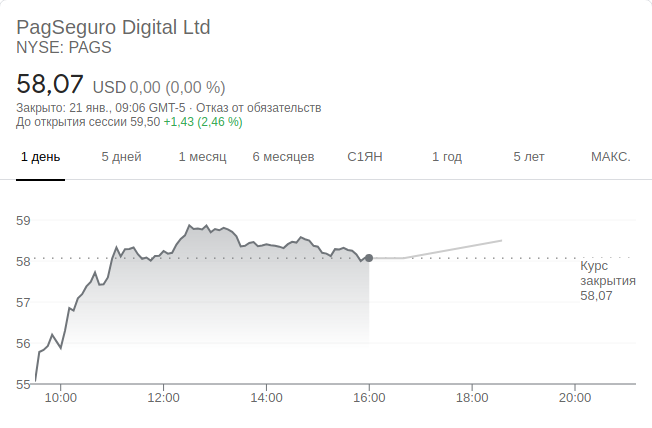 PagSeguro Digital Ltd
NYSE: PAGS
58,07 USD 0,00 (0,00 %)
Закрыто: 21 янв., 09:06 GMT-5 · Отказ от обязательств
До открытия сессии 59,50 +1,43 (2,46 %)
1 день 5 дней 1 месяц 6 месяцев С1ЯН 1 год 5 лет МАКС.
59
58
57
56
55
Курс
закрытия
58,07
10:00 12:00 14:00 16:00 18:00 20:00